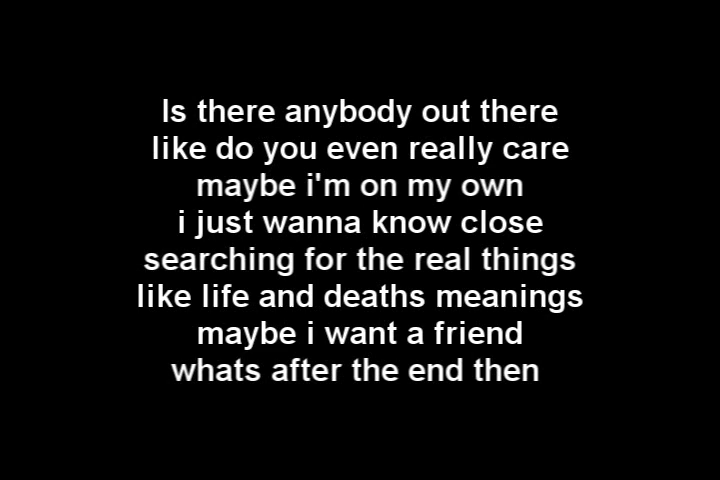 Is there anybody out there
like do you even really care
maybe i'm on my own
i just wanna know close
searching for the real things
like life and deaths meanings
maybe i want a friend
whats after the end then